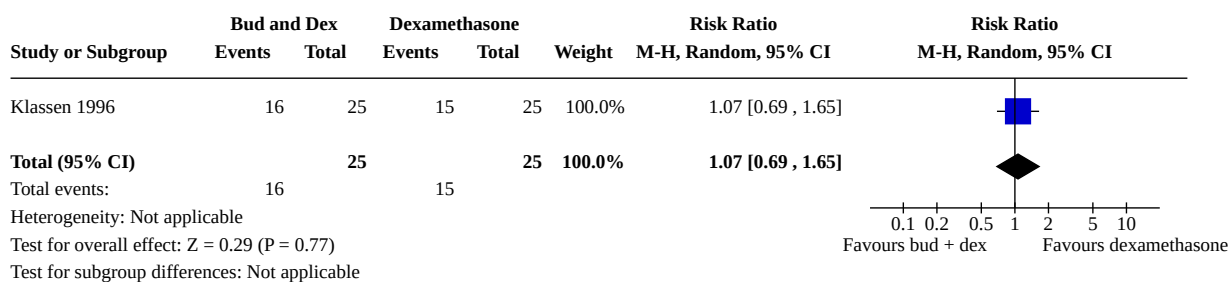 Bud and Dex Dexamethasone Risk Ratio Risk Ratio
Study or Subgroup Events Total Events Total Weight M-H, Random, 95% CI M-H, Random, 95% CI
Klassen 1996 16 25 15 25 100.0% 1.07 [0.69 , 1.65]
Total (95% CI) 25 25 100.0% 1.07 [0.69 , 1.65]
Total events: 16 15
Heterogeneity: Not applicable 0.1 0.2 0.5 1 2 5 10
Test for overall effect: Z = 0.29 (P = 0.77) Favours bud + dex Favours dexamethasone
Test for subgroup differences: Not applicable